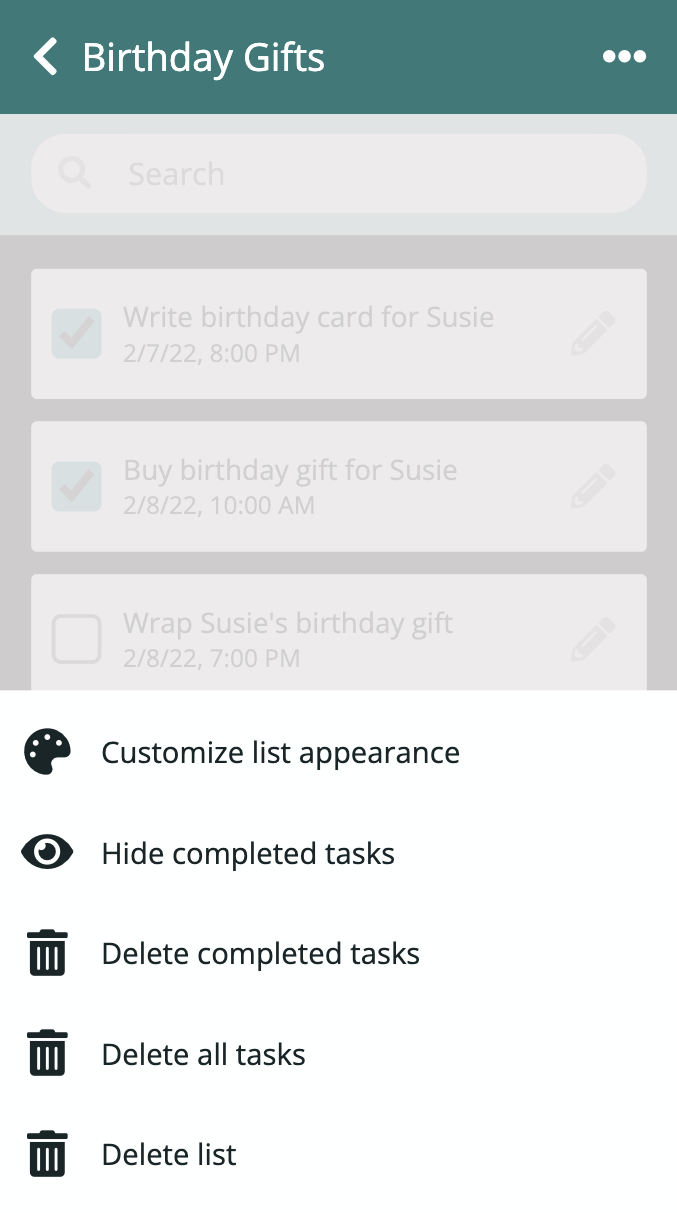 Birthday Gifts
Search
Write birthday card for Susie
2/7/22, 8:00 PM
Buy birthday gift for Susie
2/8/22, 10:00 AM
Wrap Susie's birthday gift
2/8/22, 7:00 PM
Customize list appearance
Hide completed tasks
Delete completed tasks
Delete all tasks
Delete list